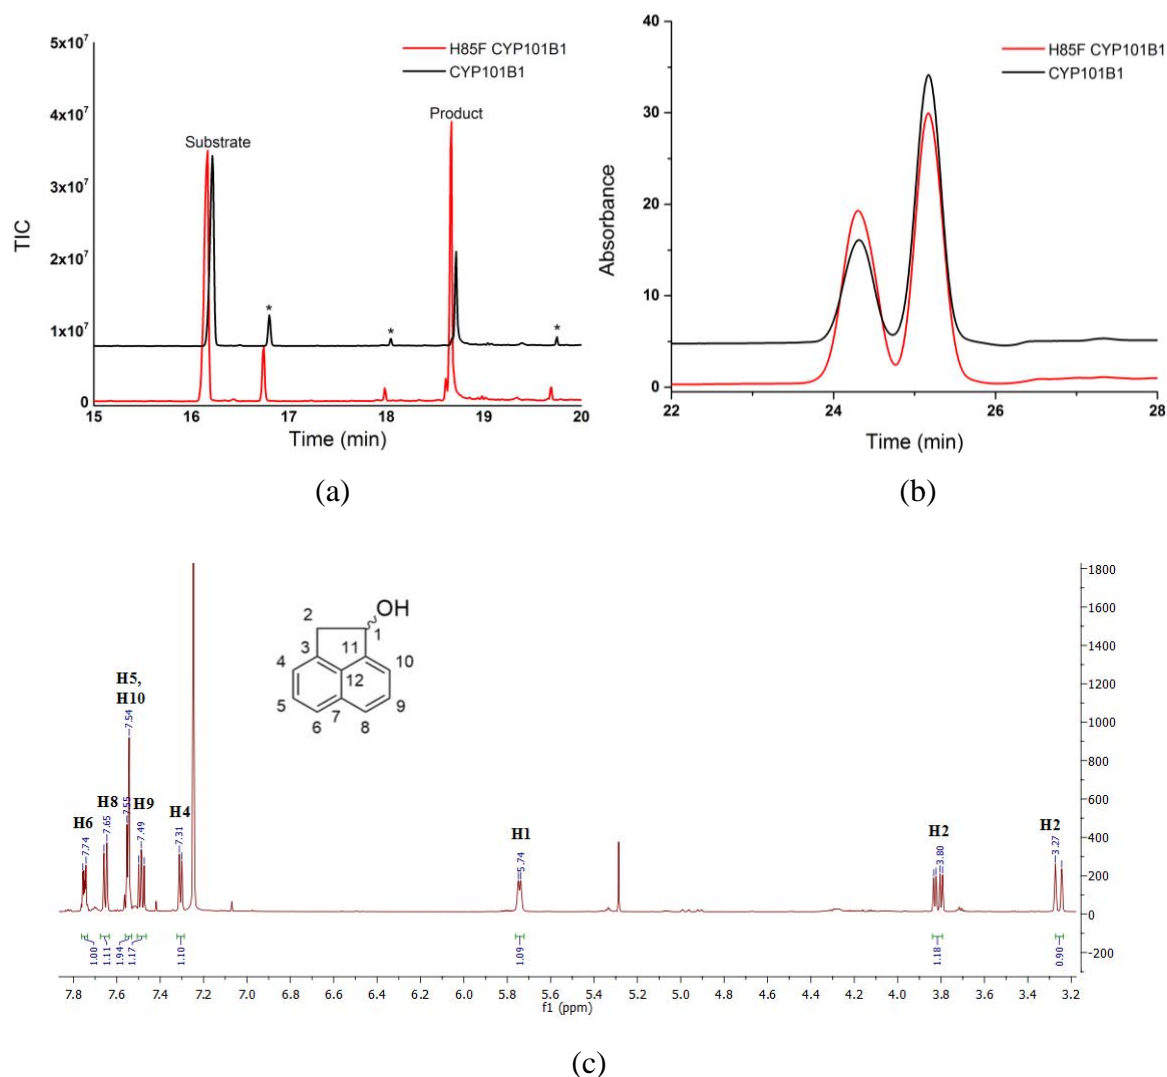 5x10⁷
4x10⁷
3x10⁷
2x10⁷
1x10⁷
0
TIC
H85F CYP101B1
CYP101B1
Substrate
Product
*
*
*
15 16 17 18 19 20
Time (min)
(a)
40
30
20
10
0
Absorbance
H85F CYP101B1
CYP101B1
22 24 26 28
Time (min)
(b)
OH
2 1
3 11
4 12 10
5 7 9
6 8
H5,
H10
H6 H8 H9 H4 H1 H2 H2
7.74 7.65 7.55 7.54 7.49 7.31 5.74 3.80 3.27
1.00 1.11 1.94 1.17 1.10 1.09 1.18 0.90
1800
1600
1400
1200
1000
800
600
400
200
0
-200
7.8 7.6 7.4 7.2 7.0 6.8 6.6 6.4 6.2 6.0 5.8 5.6 5.4 5.2 5.0 4.8 4.6 4.4 4.2 4.0 3.8 3.6 3.4 3.2
f1 (ppm)
(c)